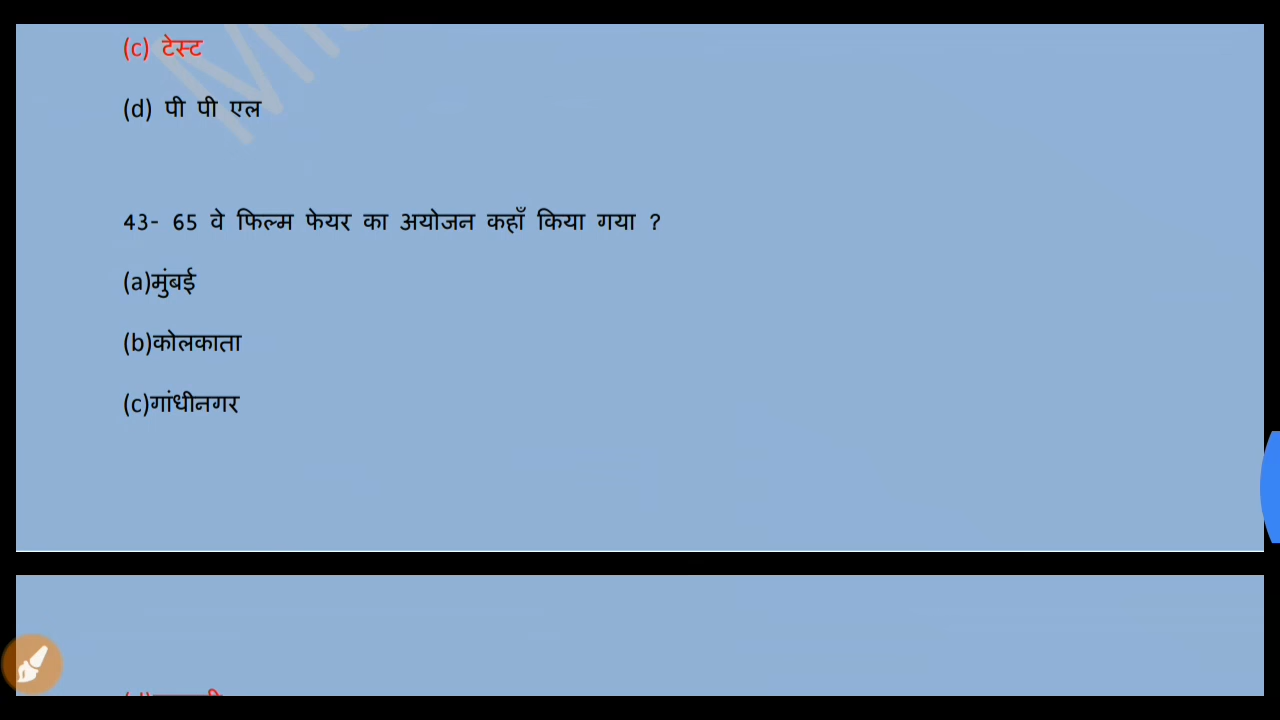 (c) टेस्ट
(d) पी पी एल
43- 65 वे फिल्म फेयर का अयोजन कहाँ किया गया ?
(a)मुंबई
(b)कोलकाता
(c)गांधीनगर